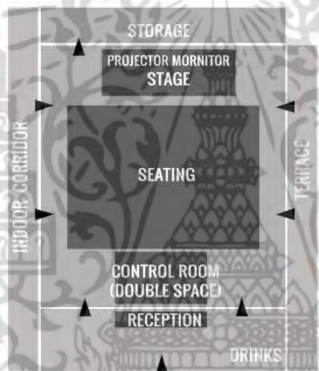 STORAGE
PROJECTOR MORNITOR
STAGE
INDOOR CORRIDOR
SEATING
TERRACE
CONTROL ROOM
(DOUBLE SPACE)
RECEPTION
DRINKS